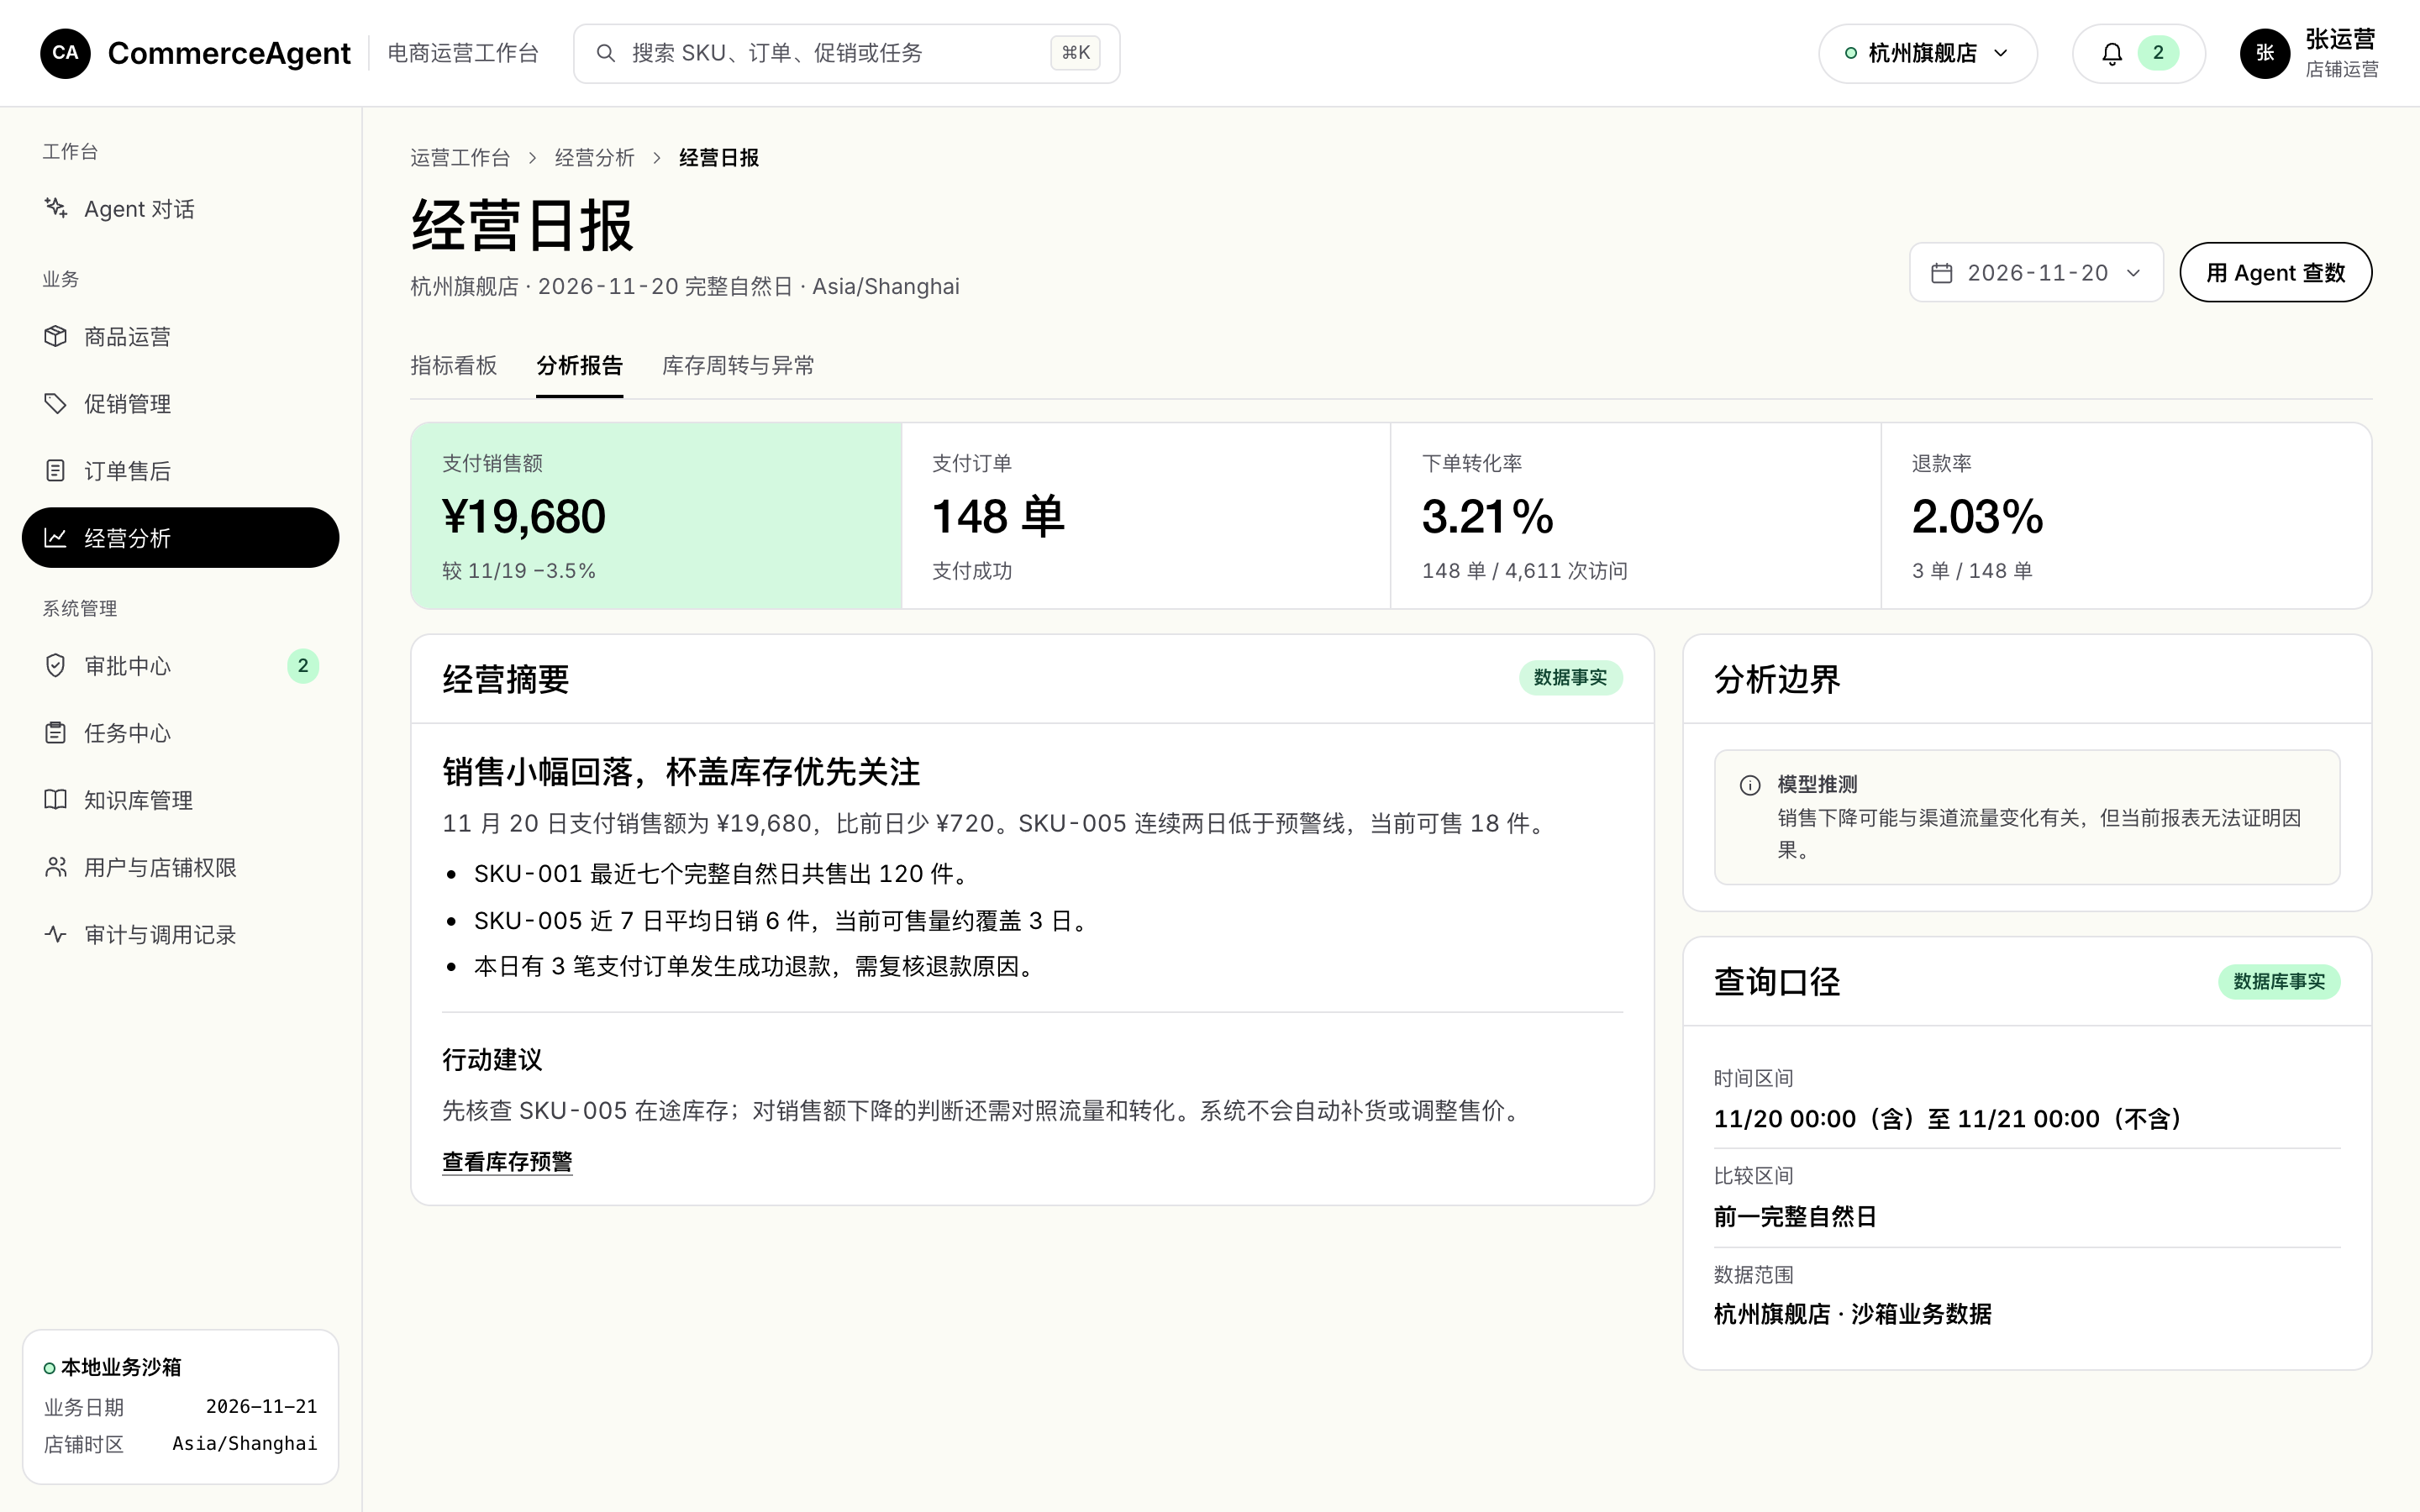 CA CommerceAgent 电商运营工作台 搜索 SKU、订单、促销或任务 ⌘K 杭州旗舰店 2 张 张运营
店铺运营
工作台
Agent 对话
业务
商品运营
促销管理
订单售后
经营分析
系统管理
审批中心 2
任务中心
知识库管理
用户与店铺权限
审计与调用记录
本地业务沙箱
业务日期 2026-11-21
店铺时区 Asia/Shanghai
运营工作台 > 经营分析 > 经营日报
经营日报
杭州旗舰店 · 2026-11-20 完整自然日 · Asia/Shanghai
2026-11-20 用 Agent 查数
指标看板 分析报告 库存周转与异常
支付销售额
¥19,680
较 11/19 −3.5%
支付订单
148 单
支付成功
下单转化率
3.21%
148 单 / 4,611 次访问
退款率
2.03%
3 单 / 148 单
经营摘要 数据事实
销售小幅回落，杯盖库存优先关注
11 月 20 日支付销售额为 ¥19,680，比前日少 ¥720。SKU-005 连续两日低于预警线，当前可售 18 件。
• SKU-001 最近七个完整自然日共售出 120 件。
• SKU-005 近 7 日平均日销 6 件，当前可售量约覆盖 3 日。
• 本日有 3 笔支付订单发生成功退款，需复核退款原因。
行动建议
先核查 SKU-005 在途库存；对销售额下降的判断还需对照流量和转化。系统不会自动补货或调整售价。
查看库存预警
分析边界
模型推测
销售下降可能与渠道流量变化有关，但当前报表无法证明因
果。
查询口径 数据库事实
时间区间
11/20 00:00（含）至 11/21 00:00（不含）
比较区间
前一完整自然日
数据范围
杭州旗舰店 · 沙箱业务数据